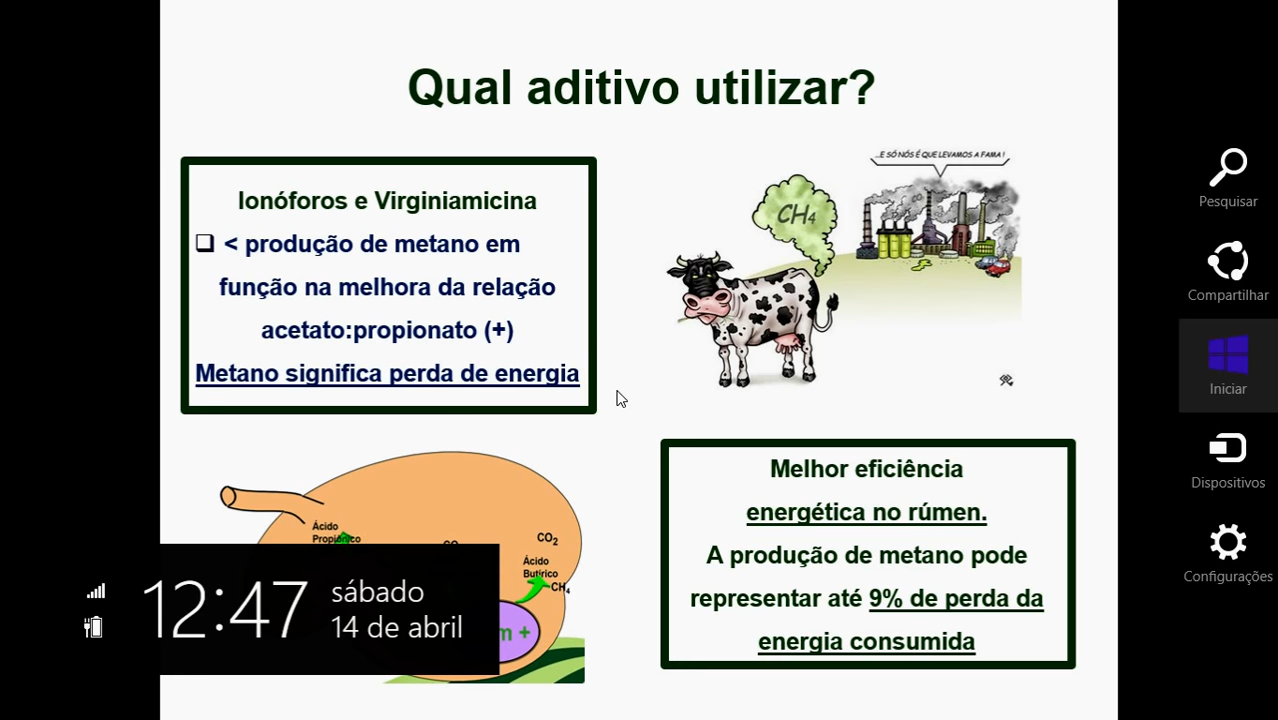 Qual aditivo utilizar?
...E SÓ NÓS É QUE LEVAMOS A FAMA !
CH4
Ionóforos e Virginiamicina
< produção de metano em
função na melhora da relação
acetato:propionato (+)
Metano significa perda de energia
Melhor eficiência
energética no rúmen.
A produção de metano pode
representar até 9% de perda da
energia consumida
Ácido
Propiônico
CO2
Ácido
Butírico
CH4
m +
12:47
sábado
14 de abril
Pesquisar
Compartilhar
Iniciar
Dispositivos
Configurações